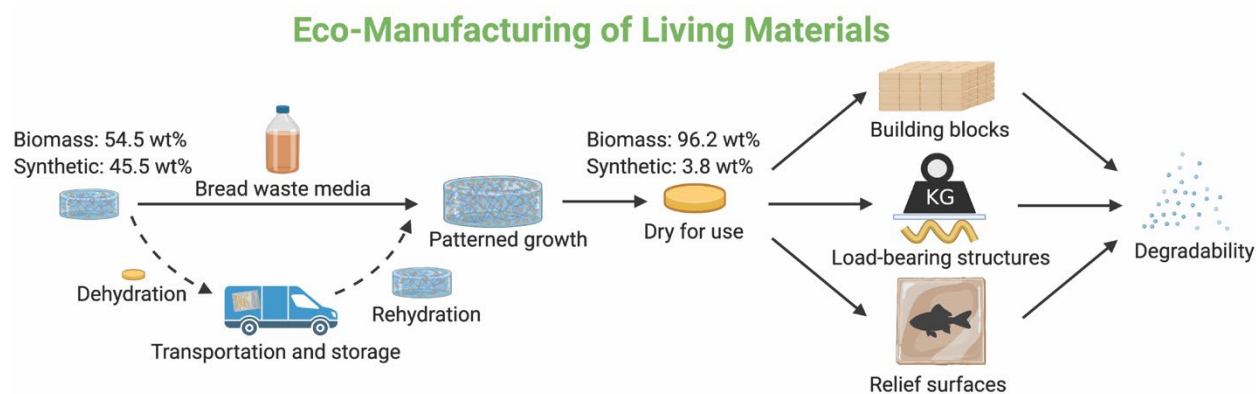 Eco-Manufacturing of Living Materials
Biomass: 54.5 wt%
Synthetic: 45.5 wt%
Bread waste media
Dehydration
Transportation and storage
Rehydration
Patterned growth
Biomass: 96.2 wt%
Synthetic: 3.8 wt%
Dry for use
Building blocks
KG
Load-bearing structures
Relief surfaces
Degradability